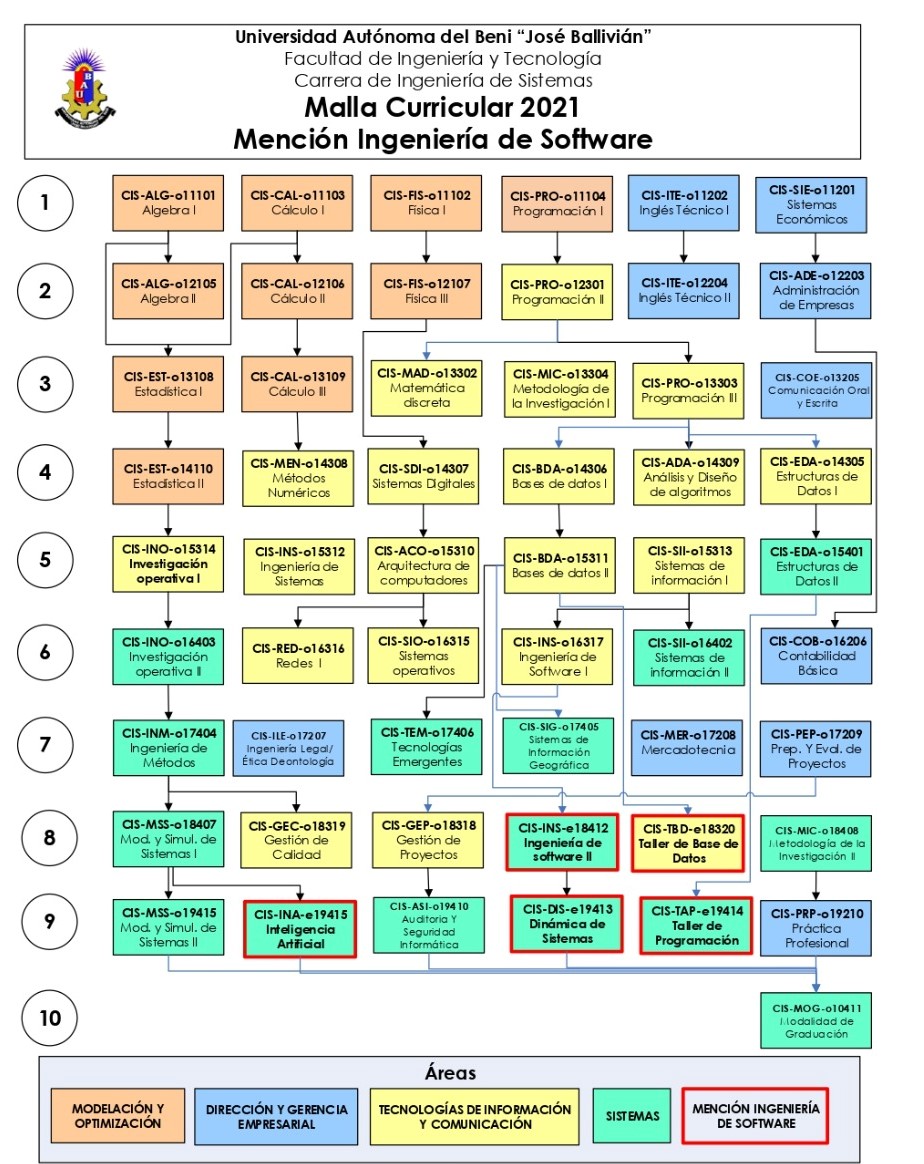 Universidad Autónoma del Beni “José Ballivián”
Facultad de Ingeniería y Tecnología
Carrera de Ingeniería de Sistemas
Malla Curricular 2021
Mención Ingeniería de Software
1
CIS-ALG-o11101
Algebra I
CIS-CAL-o11103
Cálculo I
CIS-FIS-o11102
Física I
CIS-PRO-o11104
Programación I
CIS-ITE-o11202
Inglés Técnico I
CIS-SIE-o11201
Sistemas
Económicos
2
CIS-ALG-o12105
Algebra II
CIS-CAL-o12106
Cálculo II
CIS-FIS-o12107
Física III
CIS-PRO-o12301
Programación II
CIS-ITE-o12204
Inglés Técnico II
CIS-ADE-o12203
Administración
de Empresas
3
CIS-EST-o13108
Estadística I
CIS-CAL-o13109
Cálculo III
CIS-MAD-o13302
Matemática
discreta
CIS-MIC-o13304
Metodología de
la Investigación I
CIS-PRO-o13303
Programación III
CIS-COE-o13205
Comunicación Oral
y Escrita
4
CIS-EST-o14110
Estadística II
CIS-MEN-o14308
Métodos
Numéricos
CIS-SDI-o14307
Sistemas Digitales
CIS-BDA-o14306
Bases de datos I
CIS-ADA-o14309
Análisis y Diseño
de algoritmos
CIS-EDA-o14305
Estructuras de
Datos I
5
CIS-INO-o15314
Investigación
operativa I
CIS-INS-o15312
Ingeniería de
Sistemas
CIS-ACO-o15310
Arquitectura de
computadores
CIS-BDA-o15311
Bases de datos II
CIS-SII-o15313
Sistemas de
información I
CIS-EDA-o15401
Estructuras de
Datos II
6
CIS-INO-o16403
Investigación
operativa II
CIS-RED-o16316
Redes I
CIS-SIO-o16315
Sistemas
operativos
CIS-INS-o16317
Ingeniería de
Software I
CIS-SII-o16402
Sistemas de
información II
CIS-COB-o16206
Contabilidad
Básica
7
CIS-INM-o17404
Ingeniería de
Métodos
CIS-ILE-o17207
Ingeniería Legal/
Ética Deontología
CIS-TEM-o17406
Tecnologías
Emergentes
CIS-SIG-o17405
Sistemas de
Información
Geográfica
CIS-MER-o17208
Mercadotecnia
CIS-PEP-o17209
Prep. Y Eval. de
Proyectos
8
CIS-MSS-o18407
Mod. y Simul. de
Sistemas I
CIS-GEC-o18319
Gestión de
Calidad
CIS-GEP-o18318
Gestión de
Proyectos
CIS-INS-e18412
Ingeniería de
software II
CIS-TBD-e18320
Taller de Base de
Datos
CIS-MIC-o18408
Metodología de la
Investigación II
9
CIS-MSS-o19415
Mod. y Simul. de
Sistemas II
CIS-INA-e19415
Inteligencia
Artificial
CIS-ASI-o19410
Auditoria Y
Seguridad
Informática
CIS-DIS-e19413
Dinámica de
Sistemas
CIS-TAP-e19414
Taller de
Programación
CIS-PRP-o19210
Práctica
Profesional
10
CIS-MOG-o10411
Modalidad de
Graduación
Áreas
MODELACIÓN Y
OPTIMIZACIÓN
DIRECCIÓN Y GERENCIA
EMPRESARIAL
TECNOLOGÍAS DE INFORMACIÓN
Y COMUNICACIÓN
SISTEMAS
MENCIÓN INGENIERÍA
DE SOFTWARE